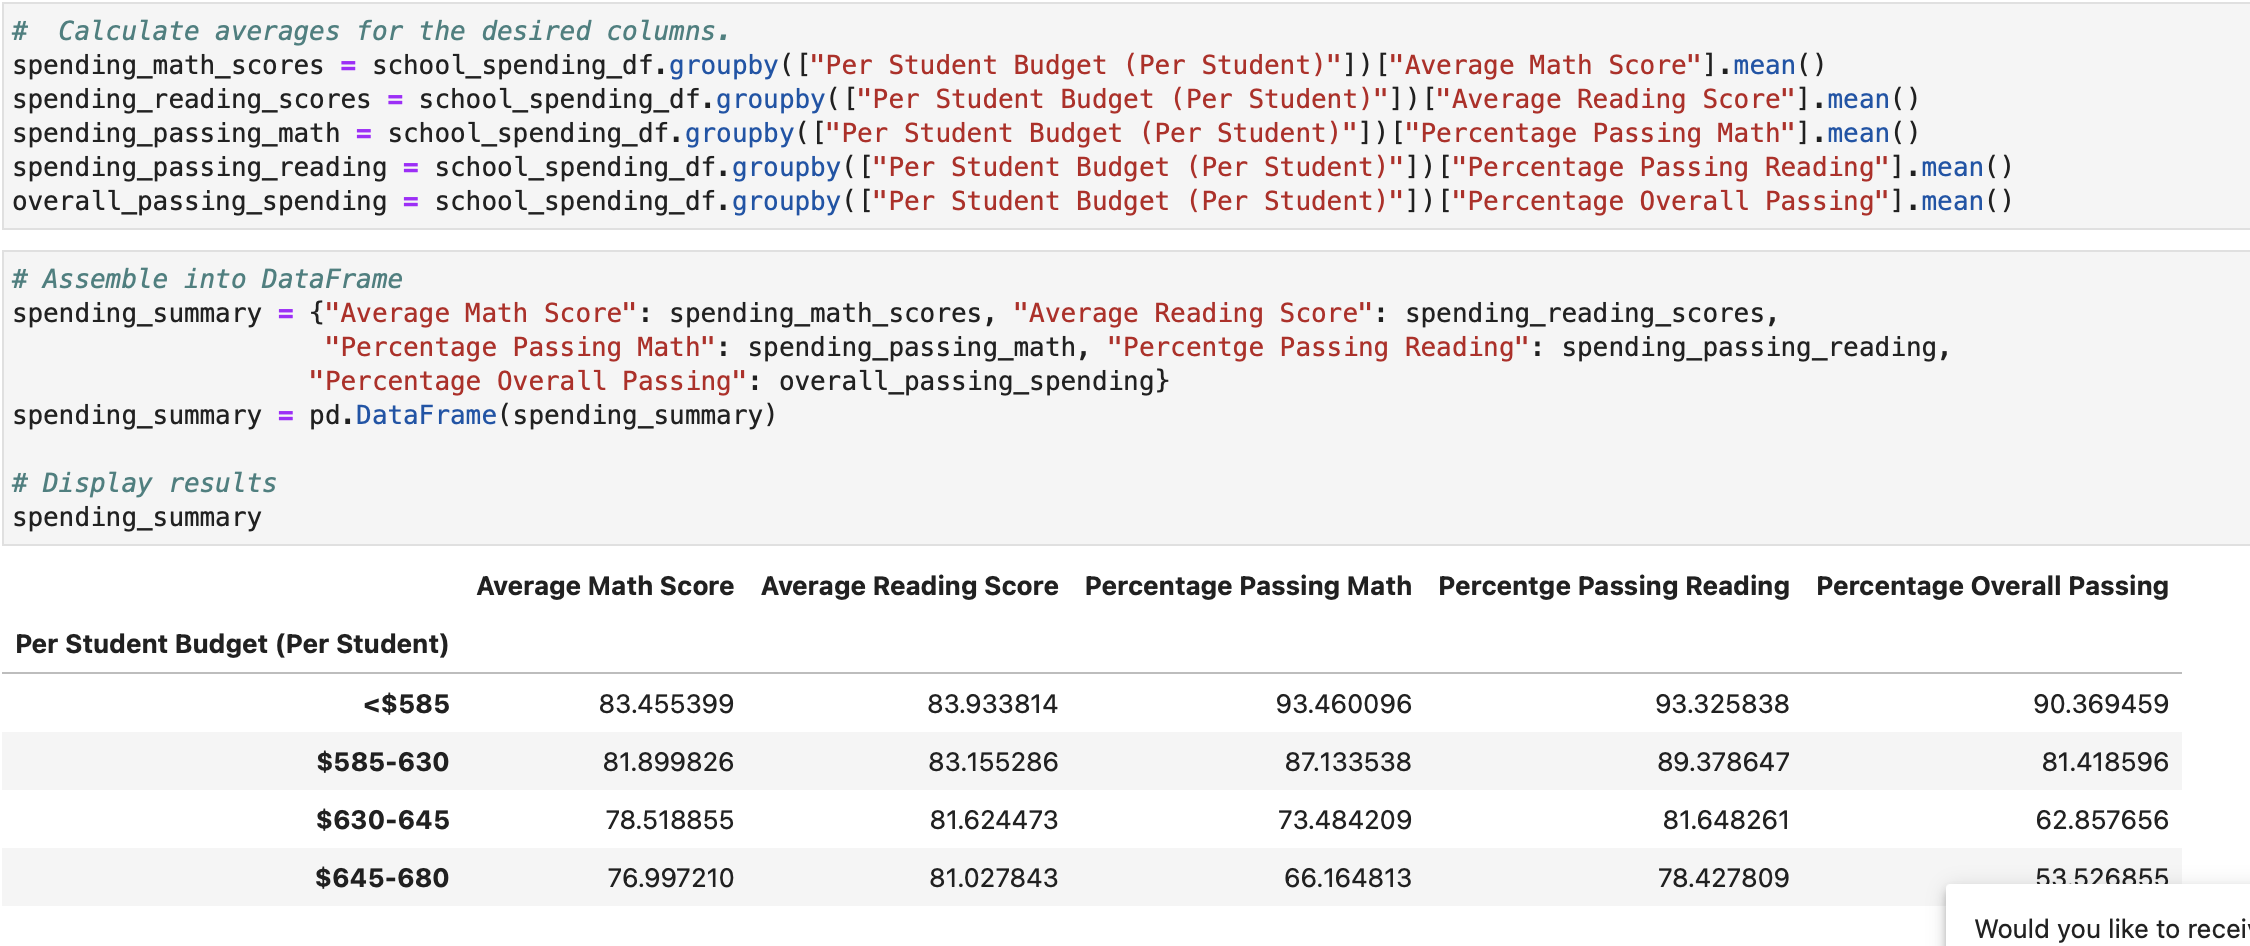 #  Calculate averages for the desired columns.
spending_math_scores = school_spending_df.groupby(["Per Student Budget (Per Student)"])["Average Math Score"].mean()
spending_reading_scores = school_spending_df.groupby(["Per Student Budget (Per Student)"])["Average Reading Score"].mean()
spending_passing_math = school_spending_df.groupby(["Per Student Budget (Per Student)"])["Percentage Passing Math"].mean()
spending_passing_reading = school_spending_df.groupby(["Per Student Budget (Per Student)"])["Percentage Passing Reading"].mean()
overall_passing_spending = school_spending_df.groupby(["Per Student Budget (Per Student)"])["Percentage Overall Passing"].mean()
# Assemble into DataFrame
spending_summary = {"Average Math Score": spending_math_scores, "Average Reading Score": spending_reading_scores,
"Percentage Passing Math": spending_passing_math, "Percentge Passing Reading": spending_passing_reading,
"Percentage Overall Passing": overall_passing_spending}
spending_summary = pd.DataFrame(spending_summary)
# Display results
spending_summary
Average Math Score Average Reading Score Percentage Passing Math Percentge Passing Reading Percentage Overall Passing
Per Student Budget (Per Student)
<$585 83.455399 83.933814 93.460096 93.325838 90.369459
$585-630 81.899826 83.155286 87.133538 89.378647 81.418596
$630-645 78.518855 81.624473 73.484209 81.648261 62.857656
$645-680 76.997210 81.027843 66.164813 78.427809 53.526855
Would you like to